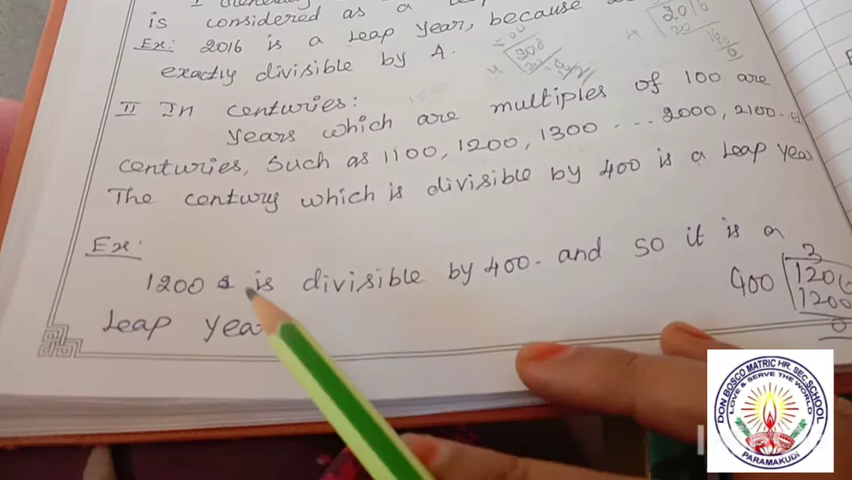 is considered as a leap year, because
Ex: 2016 is a leap year
exactly divisible by 4.
II In centuries:
Years which are multiples of 100 are
centuries, Such as 1100, 1200, 1300 ... 2000, 2100.
The century which is divisible by 400 is a leap year
Ex:
1200 is divisible by 400. and so it is a
leap year
3
400 1200
1200
0
2016
DON BOSCO MATRIC HR. SEC SCHOOL
LOVE & SERVE THE WORLD
PARAMAKUDI